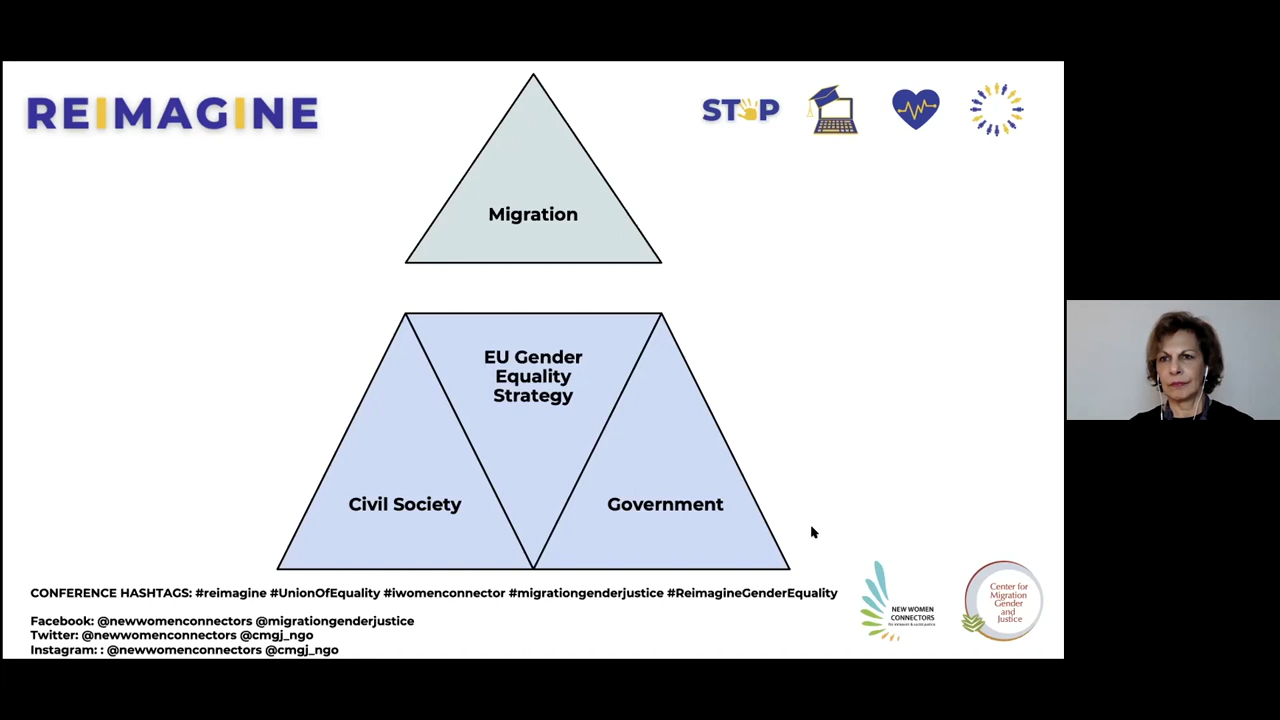 REIMAGINE
STOP
Migration
EU Gender
Equality
Strategy
Civil Society
Government
CONFERENCE HASHTAGS: #reimagine #UnionOfEquality #iwomenconnector #migrationgenderjustice #ReimagineGenderEquality
Facebook: @newwomenconnectors @migrationgenderjustice
Twitter: @newwomenconnectors @cmgj_ngo
Instagram: : @newwomenconnectors @cmgj_ngo
NEW WOMEN
CONNECTORS
Center for
Migration
Gender
and
Justice